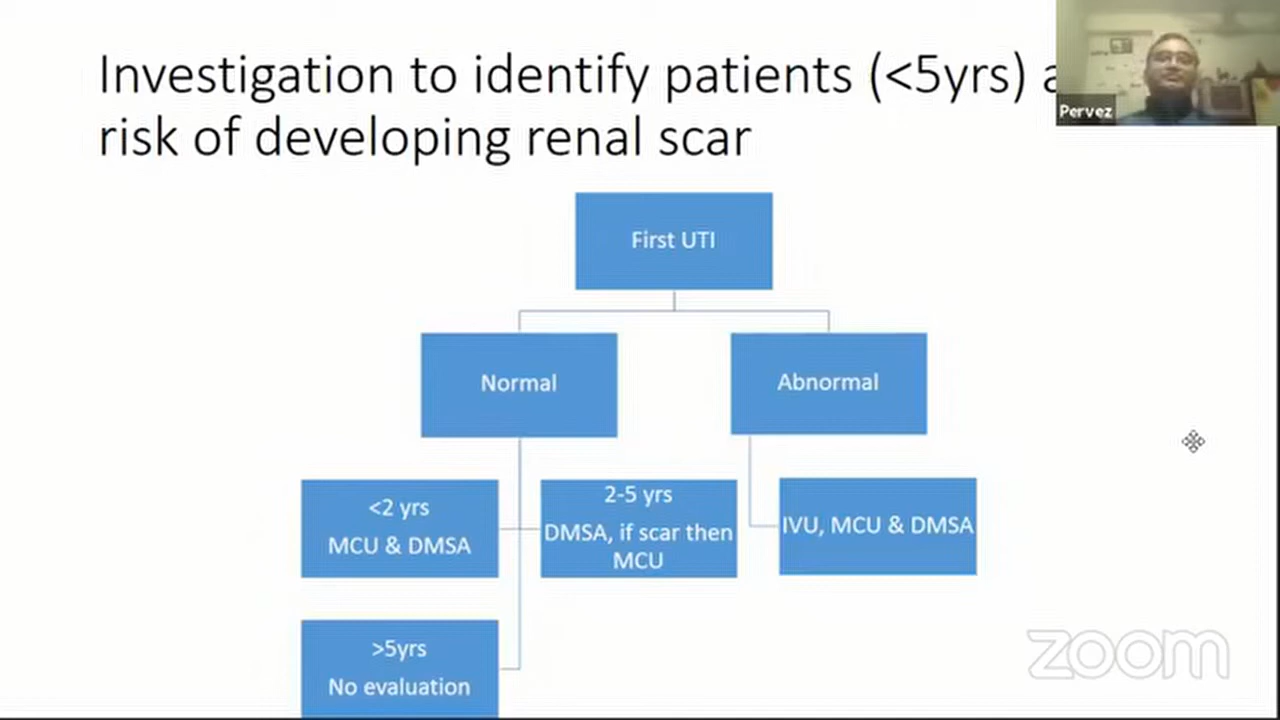 Investigation to identify patients (<5yrs) a
risk of developing renal scar
Pervez
First UTI
Normal
Abnormal
<2 yrs
MCU & DMSA
2-5 yrs
DMSA, if scar then
MCU
IVU, MCU & DMSA
>5yrs
No evaluation
zoom